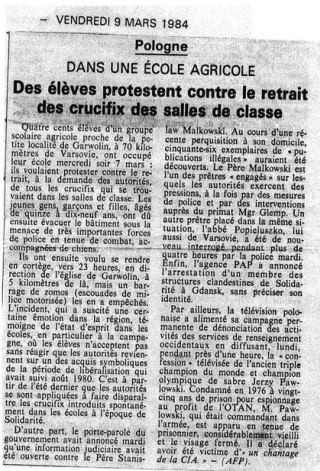 — VENDREDI 9 MARS 1984
Pologne
DANS UNE ÉCOLE AGRICOLE
Des élèves protestent contre le retrait
des crucifix des salles de classe
Quatre cents élèves d'un groupe
scolaire agricole proche de la pe-
tite localité de Garwolin, à 70 kilo-
mètres de Varsovie, ont occupé
leur école mercredi soir 7 mars :
ils voulaient protester contre le re-
trait, à la demande des autorités,
de tous les crucifix qui se trou-
vaient dans les salles de classe. Les
jeunes gens, garçons et filles, âgés
de quinze à dix-neuf ans, ont dû
ensuite évacuer le bâtiment sous la
menace de très importantes forces
de police en tenue de combat, ac-
compagnées de chiens.
Ils ont ensuite voulu se rendre
en cortège, vers 23 heures, en di-
rection de l'église de Garwolin, à
5 kilomètres de là, mais un bar-
rage de zomos (escouades de mi-
lice motorisée) les en a empêchés.
L'incident, qui a suscité une cer-
taine émotion dans la région, té-
moigne de l'état d'esprit dans les
écoles, en particulier à la campa-
gne, où les élèves n'acceptent pas
sans réagir que les autorités revien-
nent sur des acquis symboliques
de la période de libéralisation qui
avait suivi août 1980. C'est à par-
tir de l'été dernier que les autorités
se sont appliquées à faire dispara-
ître les crucifix introduits spontané-
ment dans les écoles à l'époque de
Solidarité.
D'autre part, le porte-parole du
gouvernement avait annoncé mardi
qu'une information judiciaire avait
été ouverte contre le Père Stanis-
law Malkowski. Au cours d'une ré-
cente perquisition à son domicile,
cinquante-six exemplaires de « pu-
blications illégales » auraient été
découverts. Le Père Malkowski est
l'un des prêtres « engagés » sur les-
quels les autorités exercent des
pressions, à la fois par des mesures
de police et par des interventions
auprès du primat Mgr Glemp. Un
autre prêtre placé dans la même si-
tuation, l'abbé Popieluszko, lui
aussi de Varsovie, a été de nou-
veau interrogé pendant plus de
quatre heures par la police mardi.
Enfin, l'agence PAP a annoncé
l'arrestation d'un membre des
structures clandestines de Solida-
rité à Gdansk, sans préciser son
identité.
Par ailleurs, la télévision polo-
naise a alimenté sa campagne per-
manente de dénonciation des acti-
vités des services de renseignement
occidentaux en diffusant, lundi,
pendant près d'une heure, la « con-
fession » télévisée de l'ancien triple
champion du monde et champion
olympique de sabre Jerzy Paw-
lowski. Condamné en 1976 à vingt-
cinq ans de prison pour espionnage
au profit de l'OTAN, M. Paw-
lowski, qui était commandant dans
l'armée, est apparu en tenue de
prisonnier, considérablement vieilli
et le visage fermé. Il a déclaré
avoir été victime d'« un chantage
de la C.I.A. ». — (AFP).